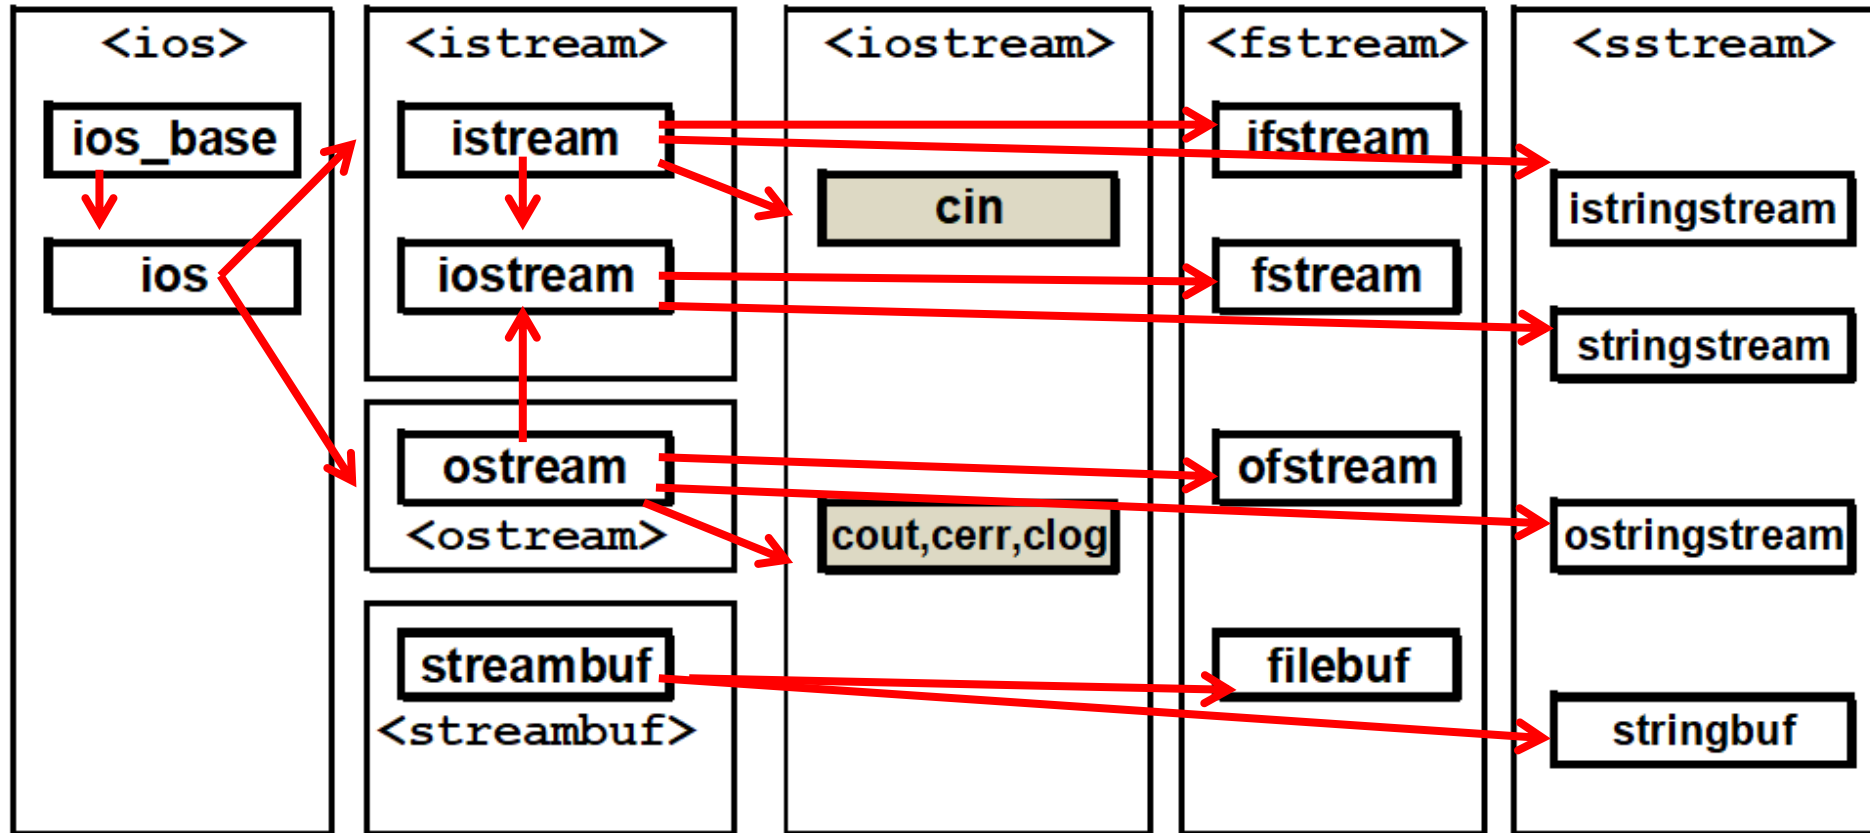 <ios>
ios_base
ios
<istream>
istream
iostream
ostream
<ostream>
streambuf
<streambuf>
<iostream>
cin
cout,cerr,clog
<fstream>
ifstream
fstream
ofstream
filebuf
<sstream>
istringstream
stringstream
ostringstream
stringbuf